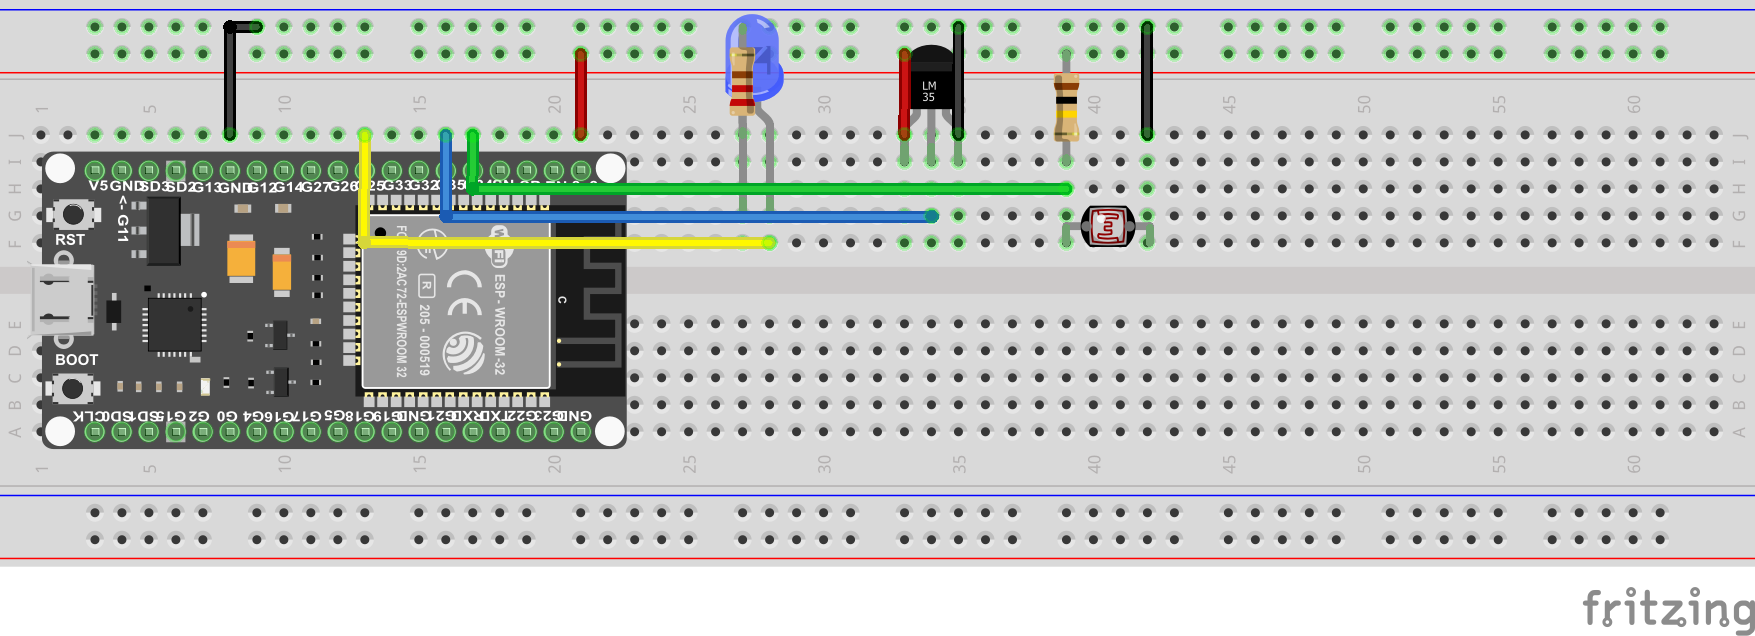 1 5 10 15 20 25 30 35 40 45 50 55 60
LM
35
J J
I I
H H
G G
F F
V5 GND SD3 SD2 G13 GND G12 G14 G27 G26 G25 G33 G32 G35
<- G11
RST
FC 9D:2AC72-ESPWROOM 32
R
205 - 000519
CE
WiFi
ESP - WROOM -32
C
E E
D D
C C
B B
A A
BOOT
CLK SD0 SD1 G15 G2 G0 G4 G16 G17 G5 G18 G19 GND G21 RXD TXD G22 G23 GND
1 5 10 15 20 25 30 35 40 45 50 55 60
fritzing